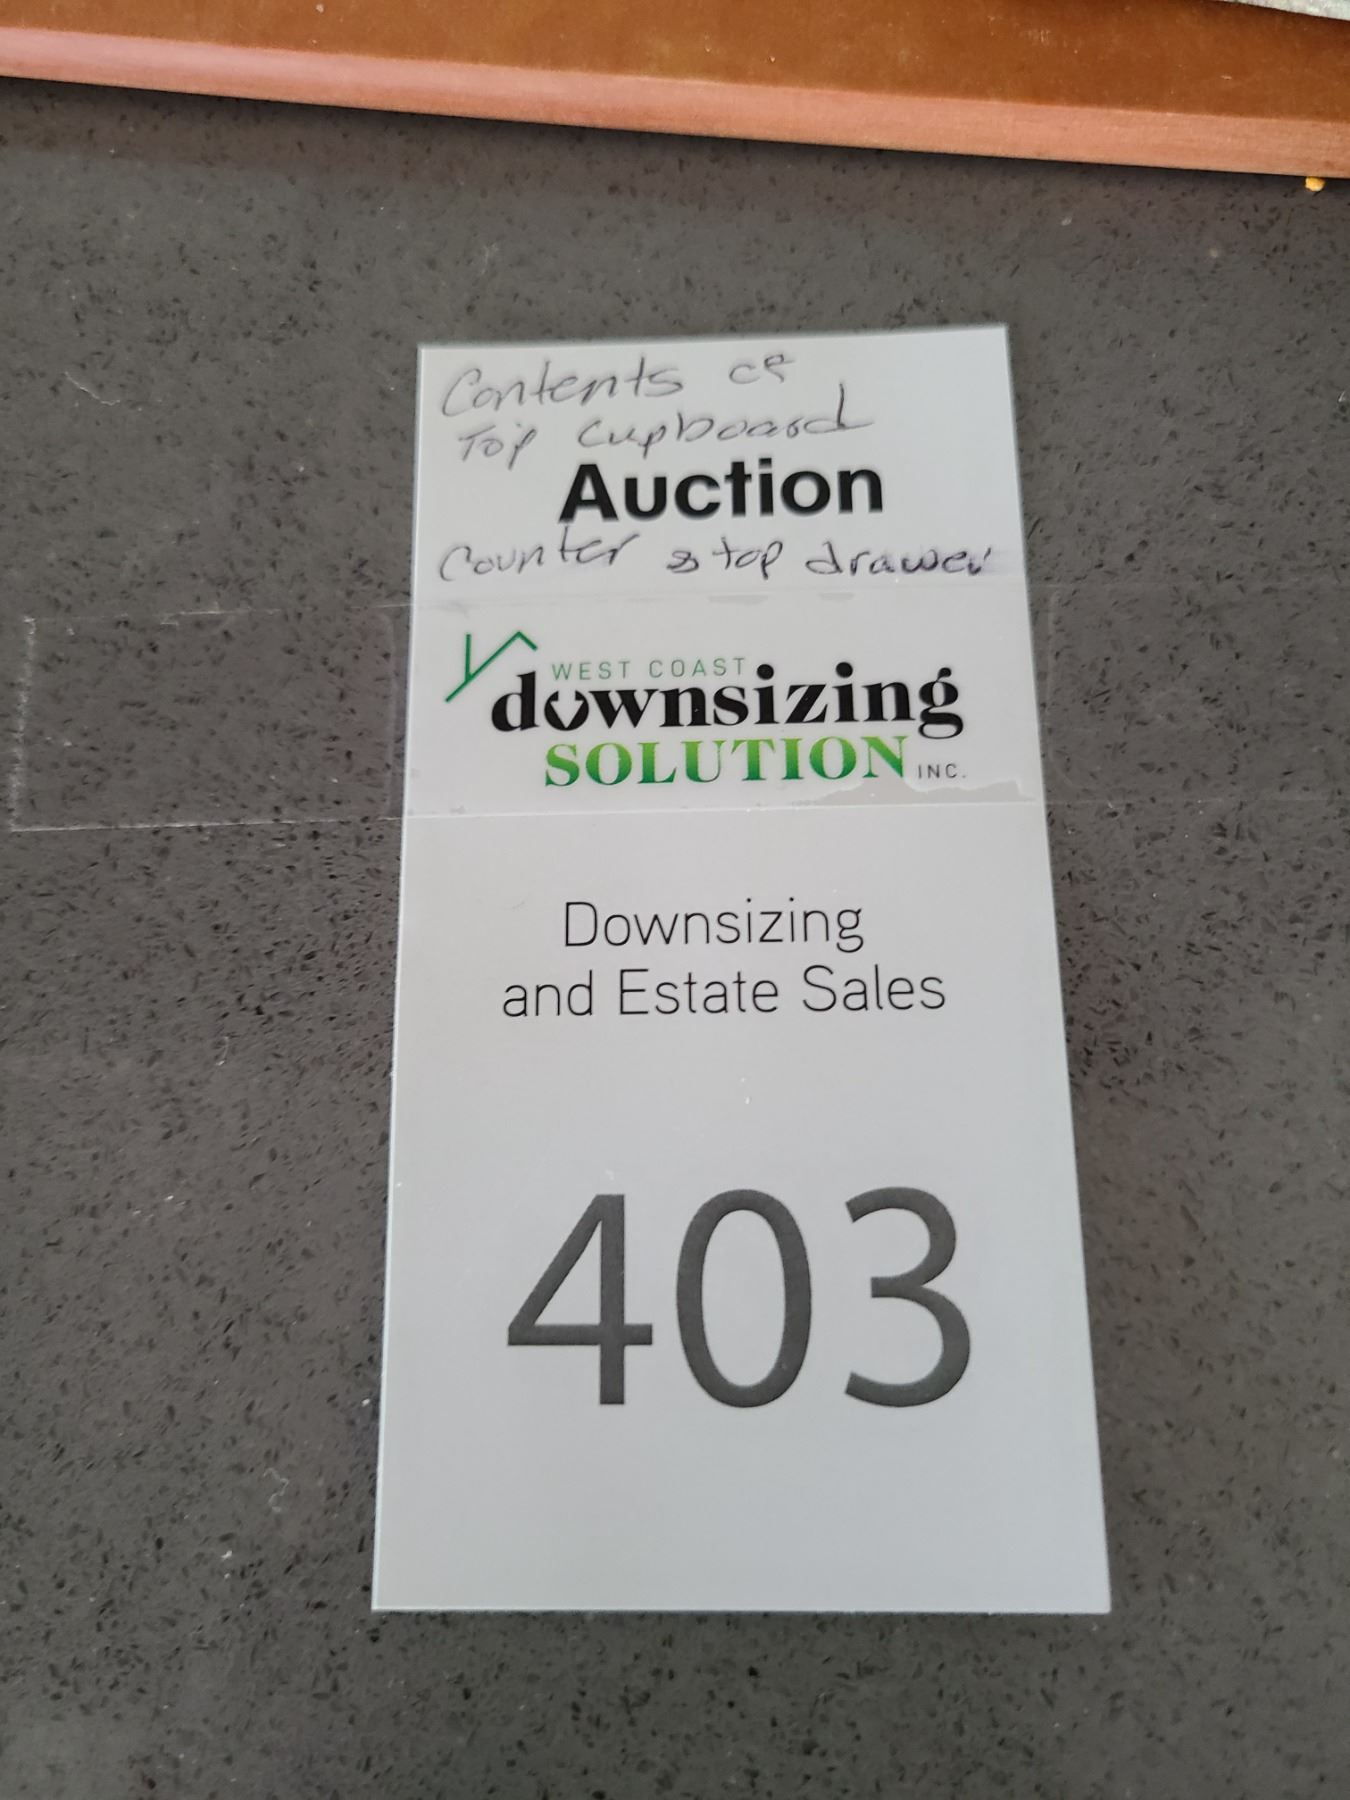 Contents of
Top Cupboard
Auction
Counter & top drawer
WEST COAST
downsizing
SOLUTION INC.
Downsizing
and Estate Sales
403